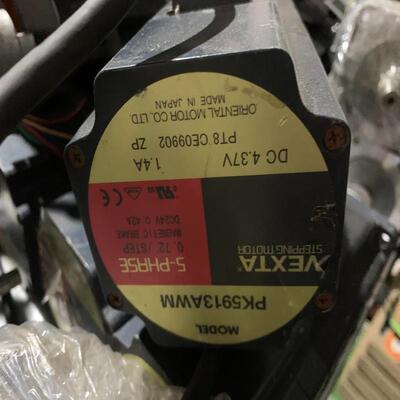 MODEL
PK5913AWM
VEXTA
STEPPING MOTOR
5-PHASE
0.72°/STEP
MAGNETIC BRAKE
DC24V 0.42A
DC 4.37V 1.4A
PT8 CE09902 ZP
ORIENTAL MOTOR CO.,LTD.
MADE IN JAPAN